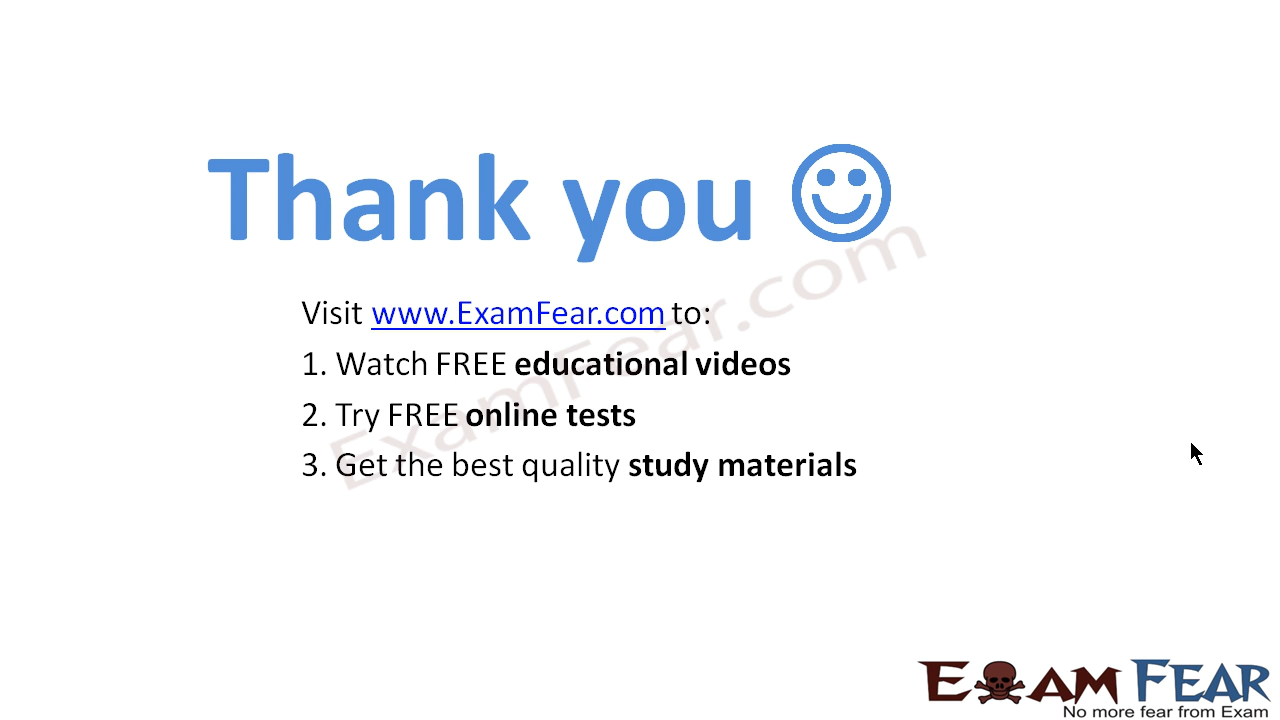 Thank you
Visit www.ExamFear.com to:
1. Watch FREE educational videos
2. Try FREE online tests
3. Get the best quality study materials
ExamFear.com
EXAM FEAR
No more fear from Exam